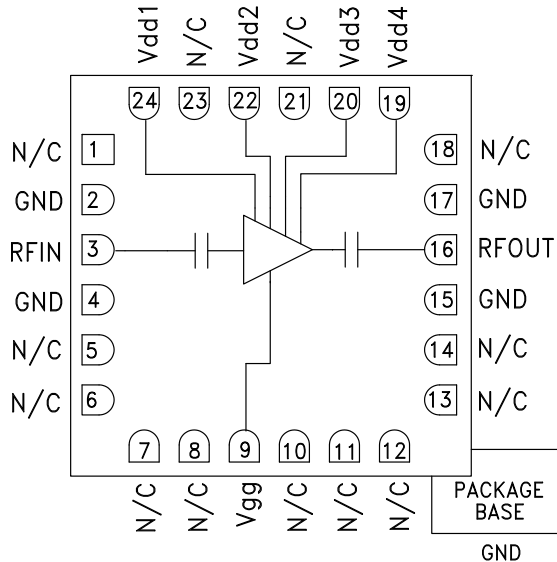 Vdd1 N/C Vdd2 N/C Vdd3 Vdd4
24 23 22 21 20 19
N/C 1 18 N/C
GND 2 17 GND
RFIN 3 16 RFOUT
GND 4 15 GND
N/C 5 14 N/C
N/C 6 13 N/C
7 8 9 10 11 12
N/C N/C Vgg N/C N/C N/C
PACKAGE
BASE
GND